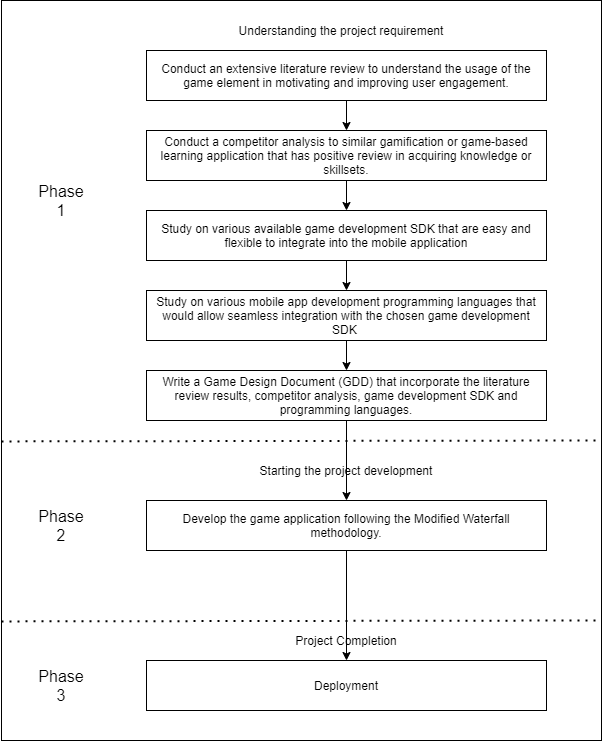 Understanding the project requirement
Conduct an extensive literature review to understand the usage of the
game element in motivating and improving user engagement.
Conduct a competitor analysis to similar gamification or game-based
learning application that has positive review in acquiring knowledge or
skillsets.
Phase
1
Study on various available game development SDK that are easy and
flexible to integrate into the mobile application
Study on various mobile app development programming languages that
would allow seamless integration with the chosen game development
SDK
Write a Game Design Document (GDD) that incorporate the literature
review results, competitor analysis, game development SDK and
programming languages.
Starting the project development
Phase
2
Develop the game application following the Modified Waterfall
methodology.
Project Completion
Phase
3
Deployment